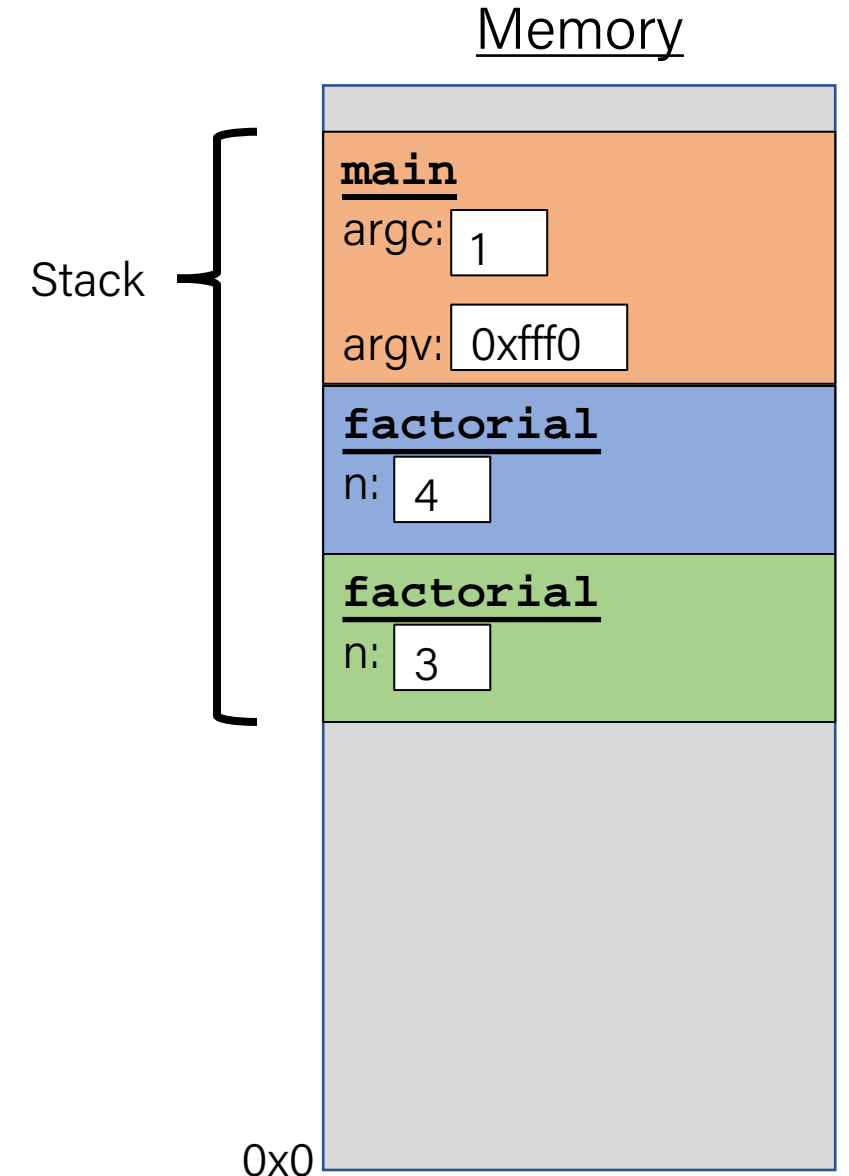 Memory
main
argc: 1
Stack
argv: 0xfff0
factorial
n: 4
factorial
n: 3
0x0